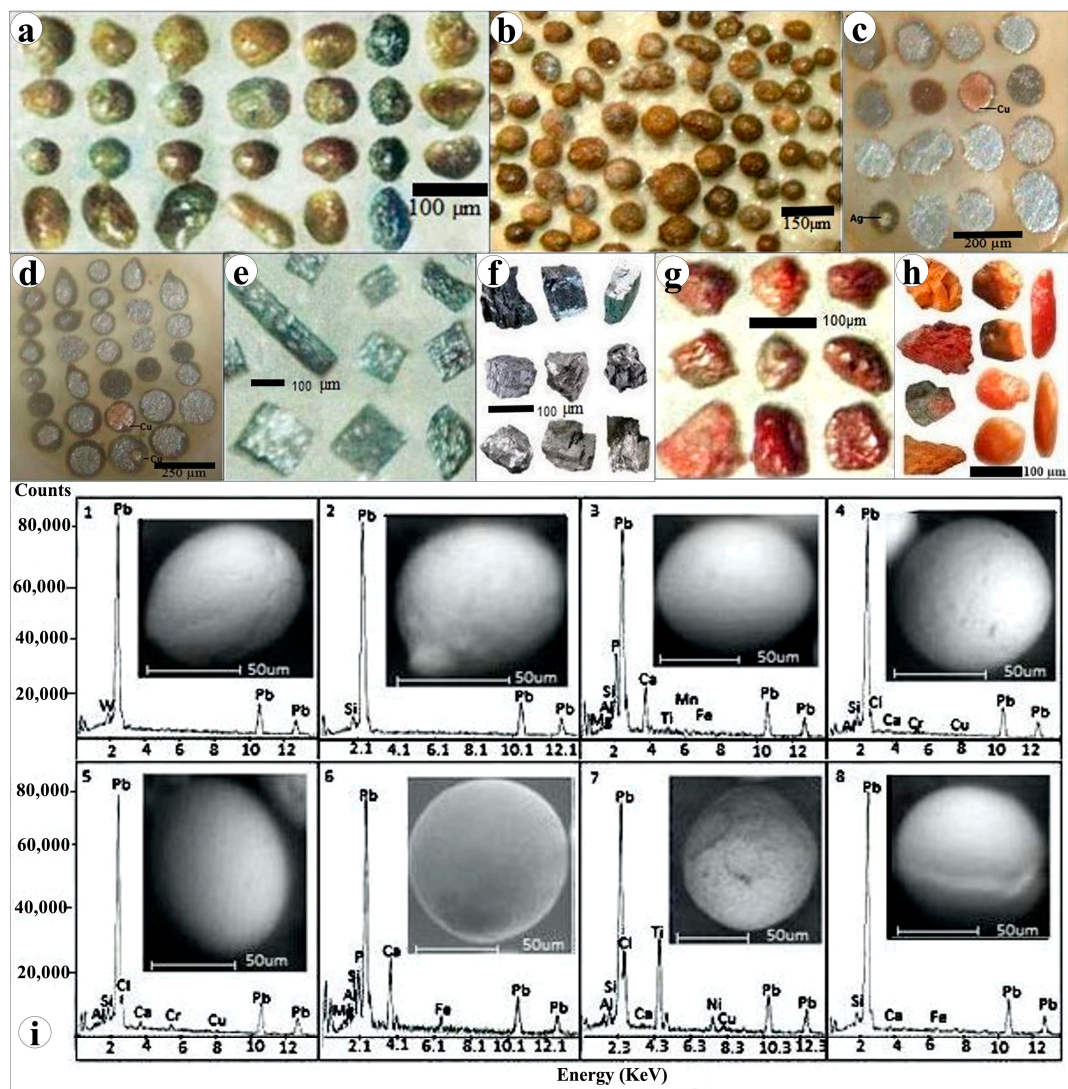 a
100 µm
b
150µm
c
Cu
Ag
200 µm
d
Cu
Cu
250 µm
e
100 µm
f
100 µm
g
100µm
h
100 µm
Counts
80,000
60,000
40,000
20,000
1
Pb
W
Pb
Pb
50um
2 4 6 8 10 12
2
Pb
Si
Pb
Pb
50um
2.1 4.1 6.1 8.1 10.1 12.1
3
Pb
P
Si
Al
Mg
Ca
Ti
Mn
Fe
Pb
Pb
50um
2 4 6 8 10 12
4
Pb
Si
Al
Cl
Ca
Cr
Cu
Pb
Pb
50um
2 4 6 8 10 12
80,000
60,000
40,000
20,000
5
Pb
Si
Al
Cl
Ca
Cr
Cu
Pb
Pb
50um
2 4 6 8 10 12
6
Pb
P
S
A
Mg
Ca
Fe
Pb
Pb
50um
2.1 4.1 6.1 8.1 10.1 12.1
7
Pb
Cl
Si
Al
Ca
Ti
Ni
Cu
Pb
Pb
50um
2.3 4.3 6.3 8.3 10.3 12.3
8
Pb
Si
Ca
Fe
Pb
Pb
50um
2 4 6 8 10 12
i
Energy (KeV)